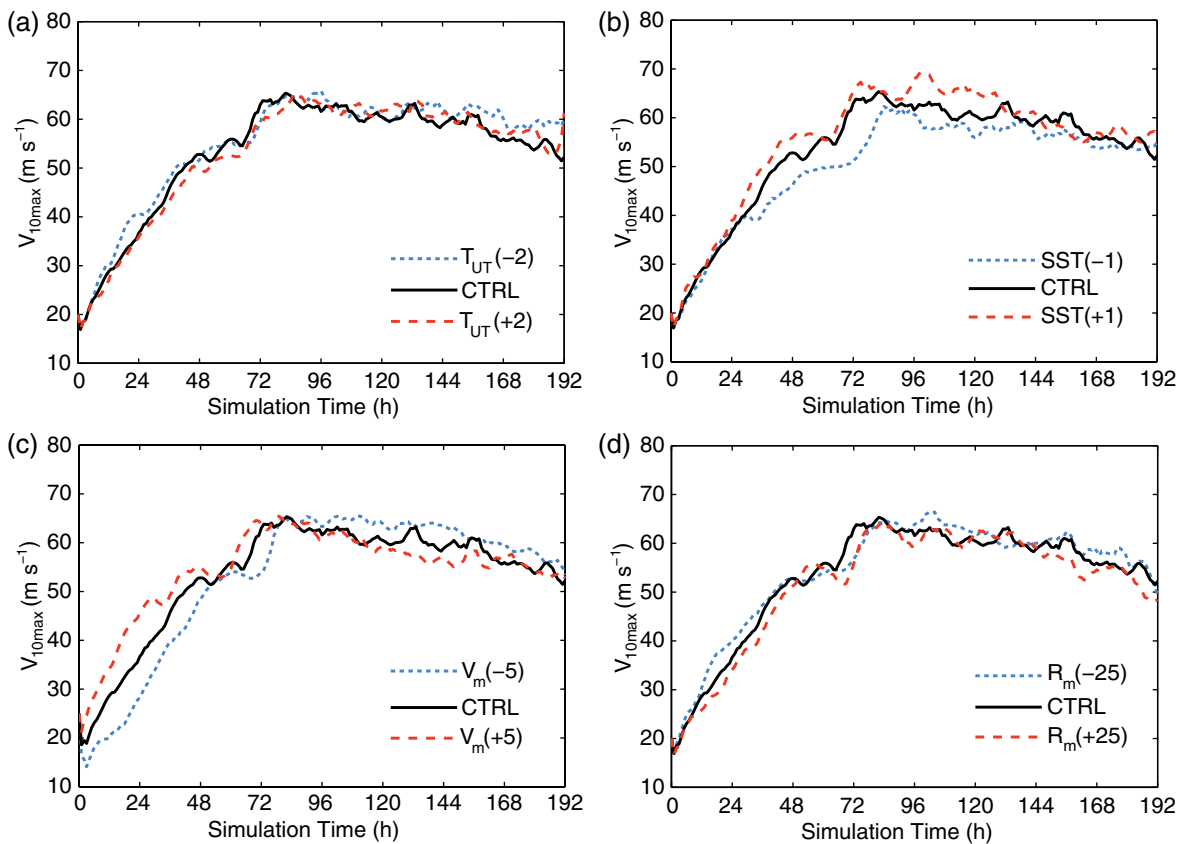 (a)
80
70
60
50
40
30
20
10
V10max (m s−1)
0 24 48 72 96 120 144 168 192
Simulation Time (h)
TUT(−2)
CTRL
TUT(+2)
(b)
80
70
60
50
40
30
20
10
V10max (m s−1)
0 24 48 72 96 120 144 168 192
Simulation Time (h)
SST(−1)
CTRL
SST(+1)
(c)
80
70
60
50
40
30
20
10
V10max (m s−1)
0 24 48 72 96 120 144 168 192
Simulation Time (h)
Vm(−5)
CTRL
Vm(+5)
(d)
80
70
60
50
40
30
20
10
V10max (m s−1)
0 24 48 72 96 120 144 168 192
Simulation Time (h)
Rm(−25)
CTRL
Rm(+25)